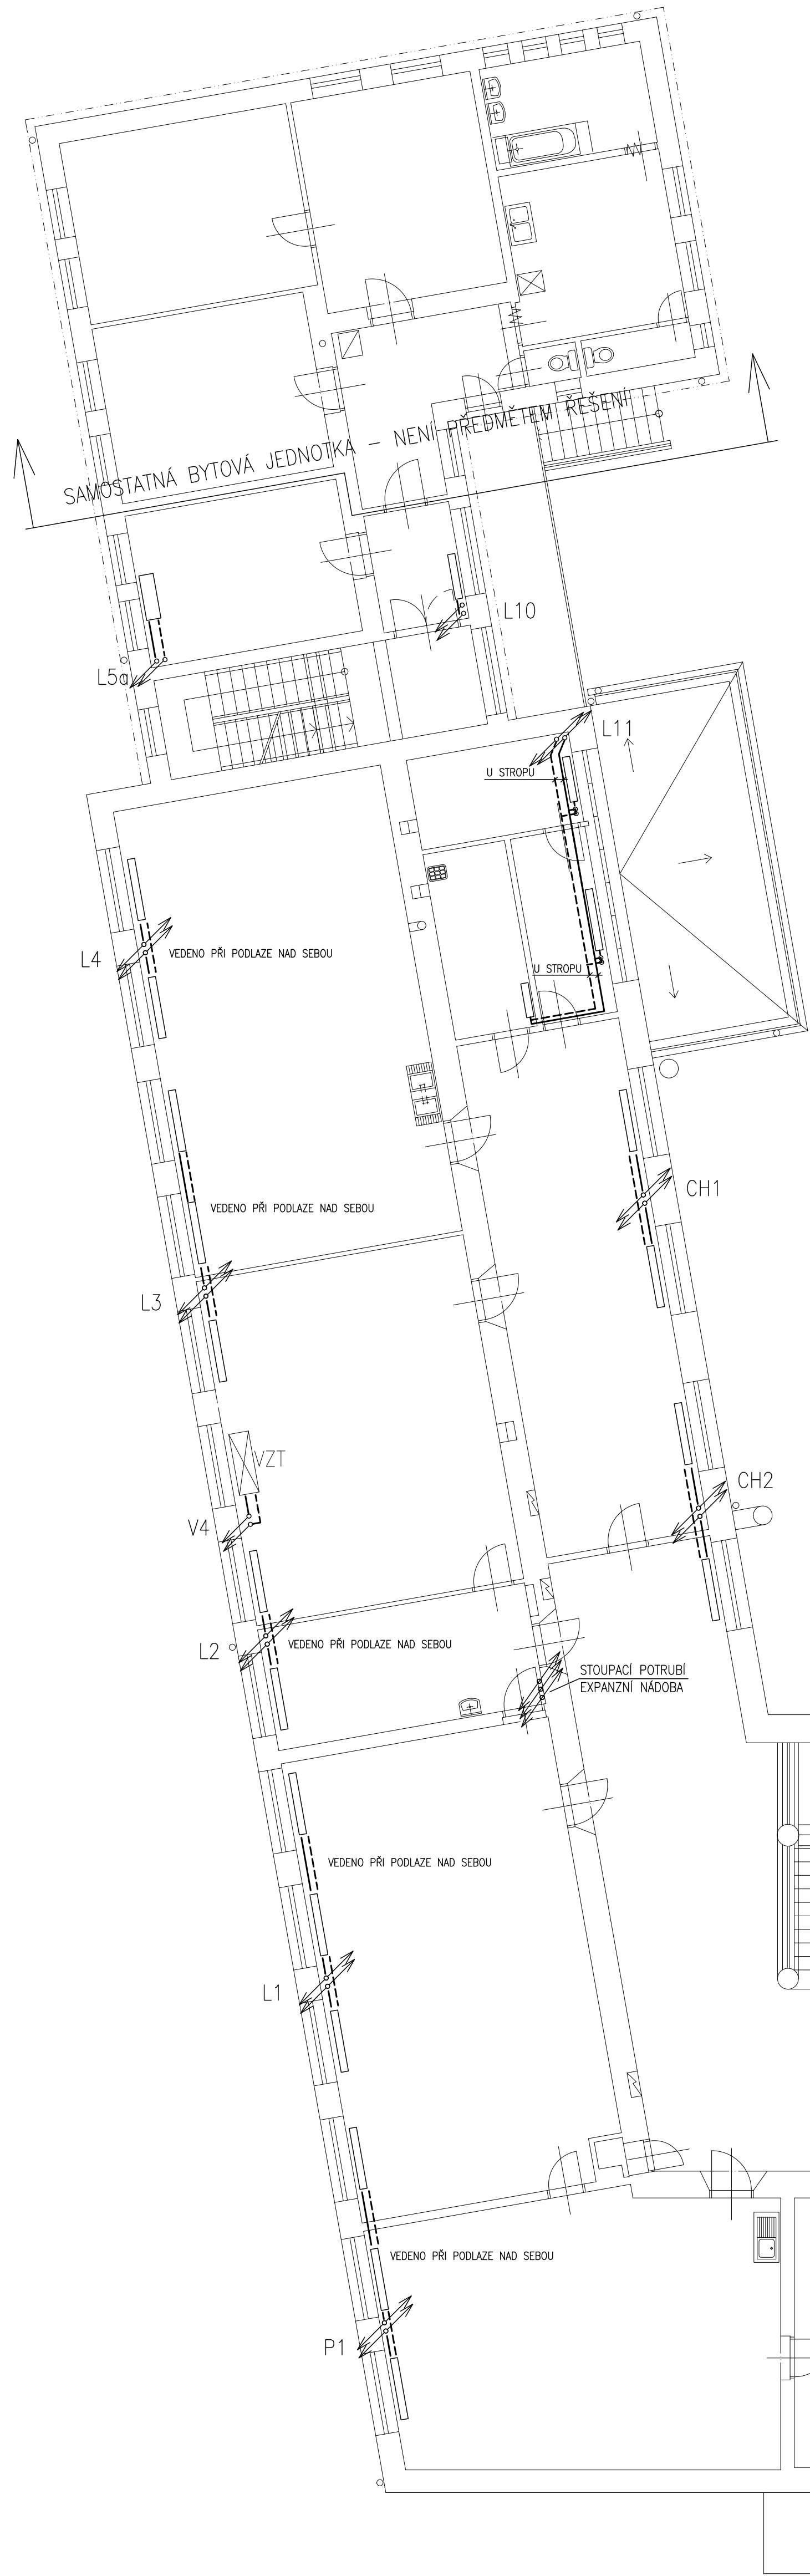 SAMOSTATNÁ BYTOVÁ JEDNOTKA – NENÍ PŘEDMĚTEM ŘEŠENÍ
L10
L5a
L11
U STROPU
L4
VEDENO PŘI PODLAZE NAD SEBOU
U STROPU
CH1
VEDENO PŘI PODLAZE NAD SEBOU
L3
VZT
CH2
V4
L2
VEDENO PŘI PODLAZE NAD SEBOU
STOUPACÍ POTRUBÍ
EXPANZNÍ NÁDOBA
VEDENO PŘI PODLAZE NAD SEBOU
L1
VEDENO PŘI PODLAZE NAD SEBOU
P1